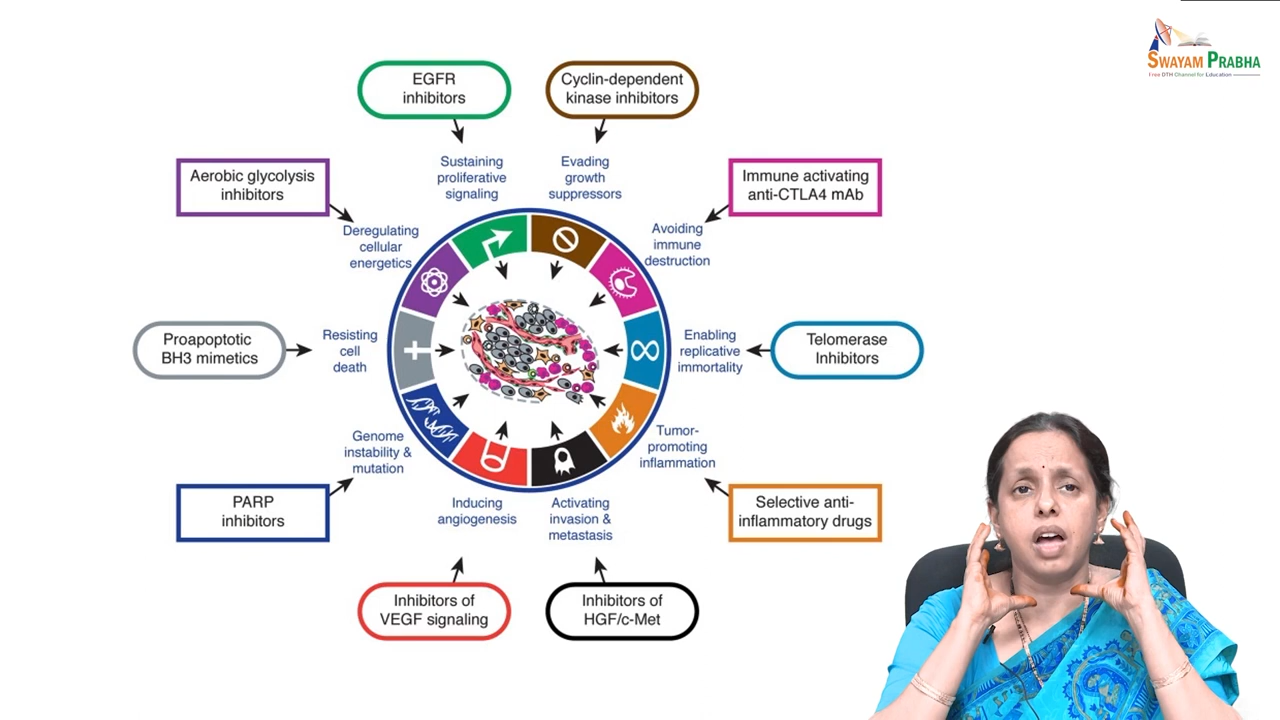 SWAYAM PRABHA
Free DTH Channel for Education
EGFR
inhibitors
Cyclin-dependent
kinase inhibitors
Aerobic glycolysis
inhibitors
Sustaining
proliferative
signaling
Evading
growth
suppressors
Immune activating
anti-CTLA4 mAb
Deregulating
cellular
energetics
Avoiding
immune
destruction
Proapoptotic
BH3 mimetics
Resisting
cell
death
Enabling
replicative
immortality
Telomerase
Inhibitors
Genome
instability &
mutation
Tumor-
promoting
inflammation
PARP
inhibitors
Inducing
angiogenesis
Activating
invasion &
metastasis
Selective anti-
inflammatory drugs
Inhibitors of
VEGF signaling
Inhibitors of
HGF/c-Met